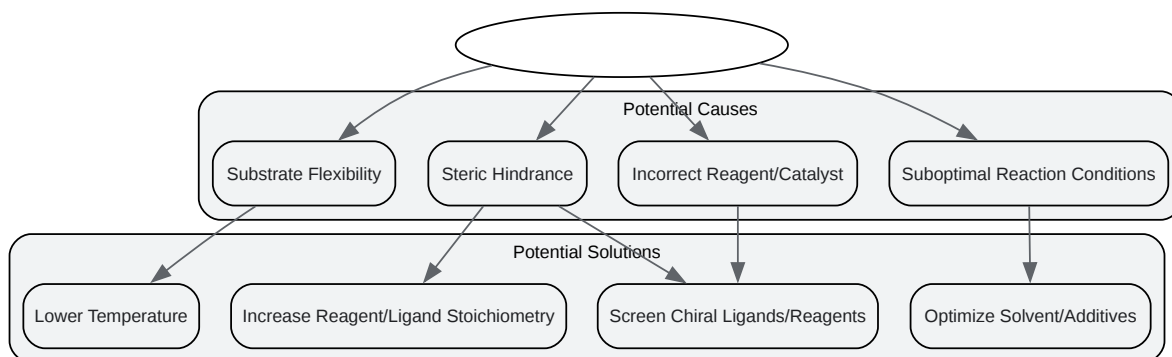 Potential Causes
Substrate Flexibility
Steric Hindrance
Incorrect Reagent/Catalyst
Suboptimal Reaction Conditions
Potential Solutions
Lower Temperature
Increase Reagent/Ligand Stoichiometry
Screen Chiral Ligands/Reagents
Optimize Solvent/Additives